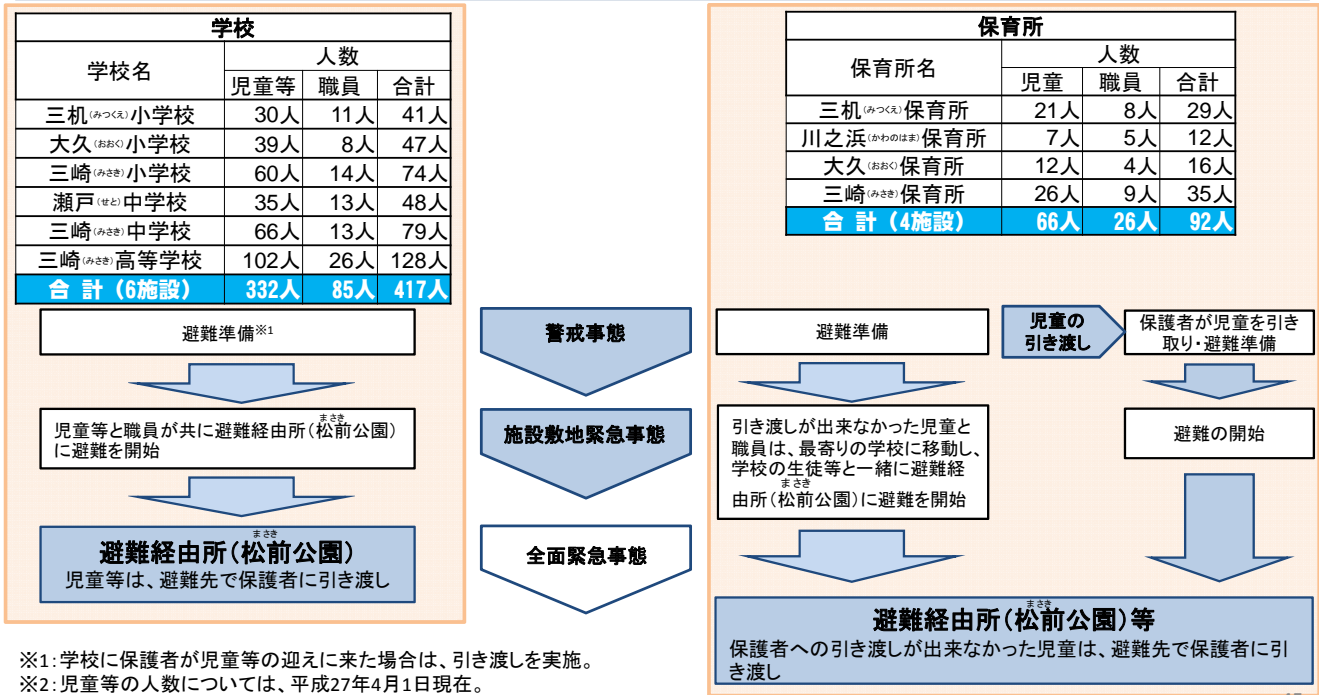 学校
学校名
人数
児童等 職員 合計
三机(みつくえ)小学校 30人 11人 41人
大久(おおく)小学校 39人 8人 47人
三崎(みさき)小学校 60人 14人 74人
瀬戸(せと)中学校 35人 13人 48人
三崎(みさき)中学校 66人 13人 79人
三崎(みさき)高等学校 102人 26人 128人
合 計 (6施設) 332人 85人 417人
避難準備※1
児童等と職員が共に避難経由所(松前公園)
まさき
に避難を開始
まさき
避難経由所(松前公園)
児童等は、避難先で保護者に引き渡し
警戒事態
施設敷地緊急事態
全面緊急事態
保育所
保育所名
人数
児童 職員 合計
三机(みつくえ)保育所 21人 8人 29人
川之浜(かわのはま)保育所 7人 5人 12人
大久(おおく)保育所 12人 4人 16人
三崎(みさき)保育所 26人 9人 35人
合 計 (4施設) 66人 26人 92人
避難準備
児童の
引き渡し
保護者が児童を引き
取り・避難準備
引き渡しが出来なかった児童と
職員は、最寄りの学校に移動し、
学校の生徒等と一緒に避難経
まさき
由所(松前公園)に避難を開始
避難の開始
まさき
避難経由所(松前公園)等
保護者への引き渡しが出来なかった児童は、避難先で保護者に引
き渡し
※1:学校に保護者が児童等の迎えに来た場合は、引き渡しを実施。
※2:児童等の人数については、平成27年4月1日現在。